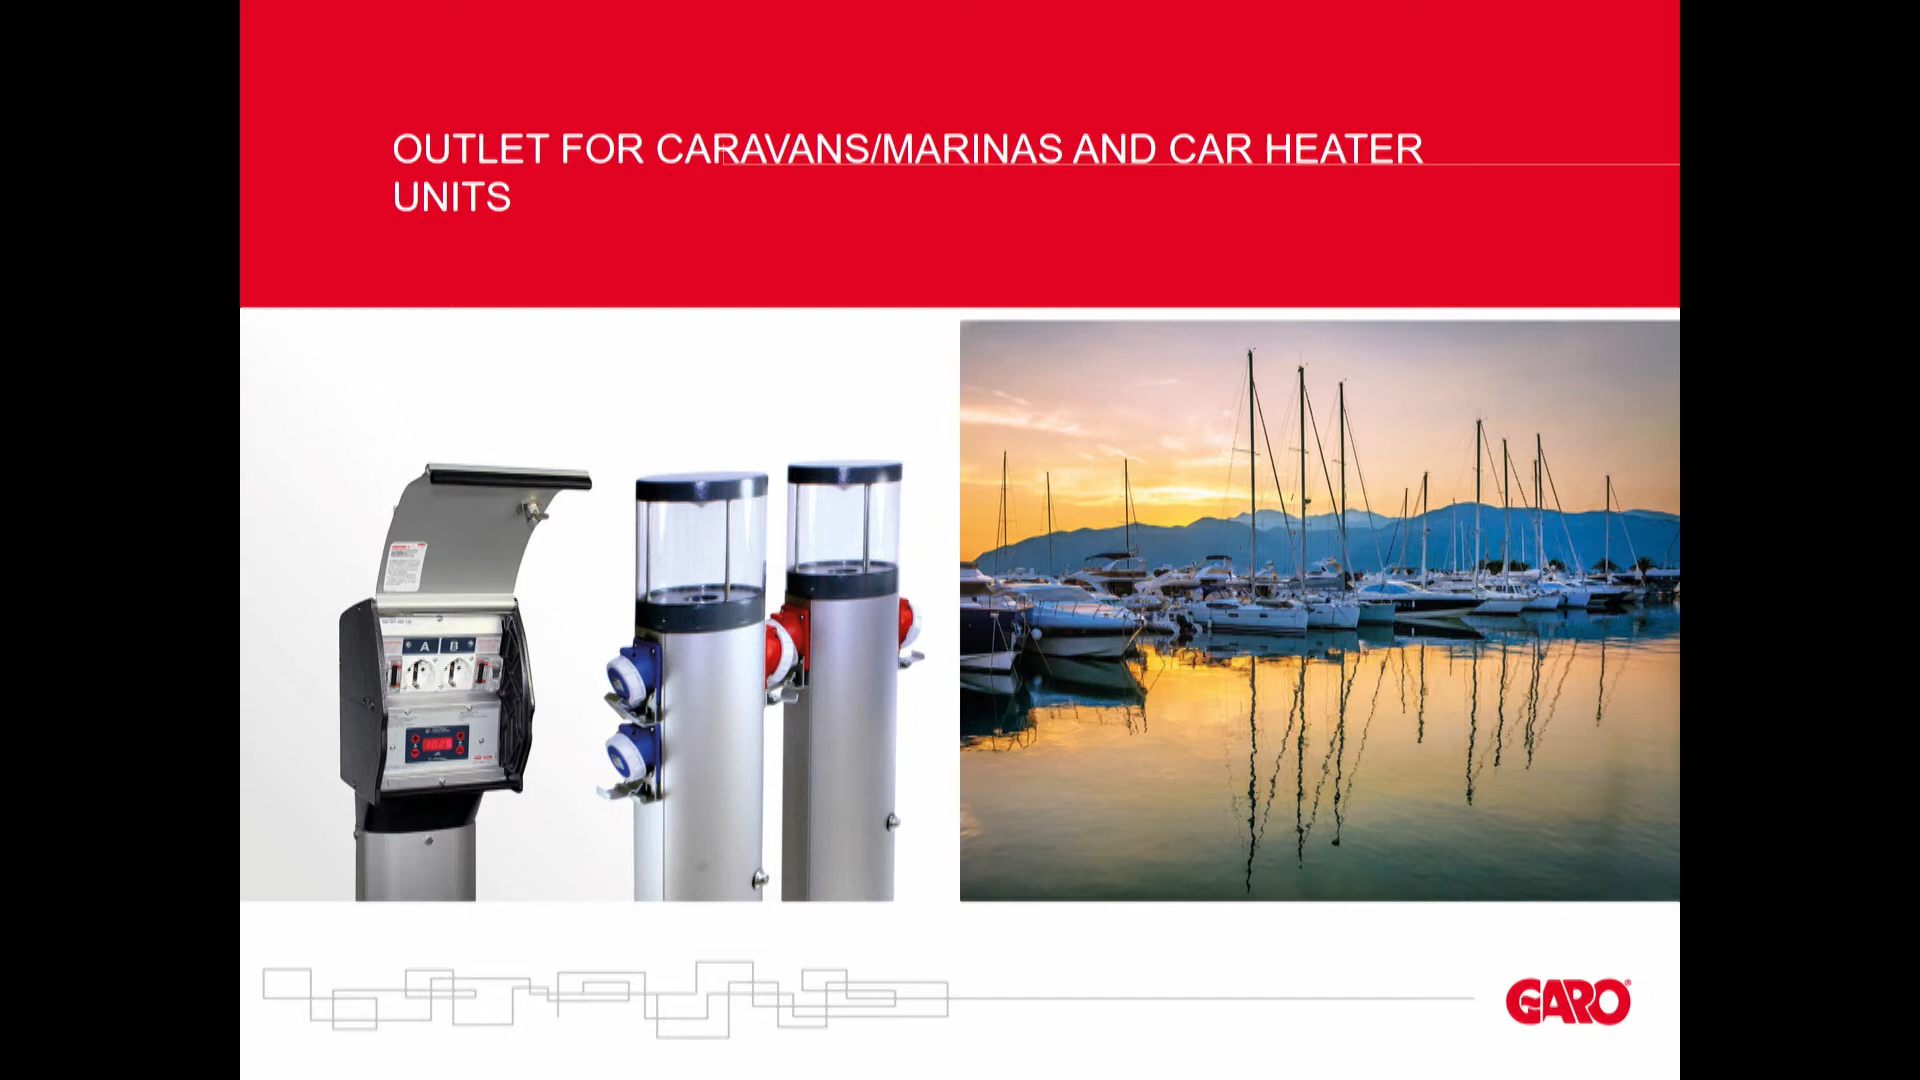 OUTLET FOR CARAVANS/MARINAS AND CAR HEATER
UNITS
A B
GARO®